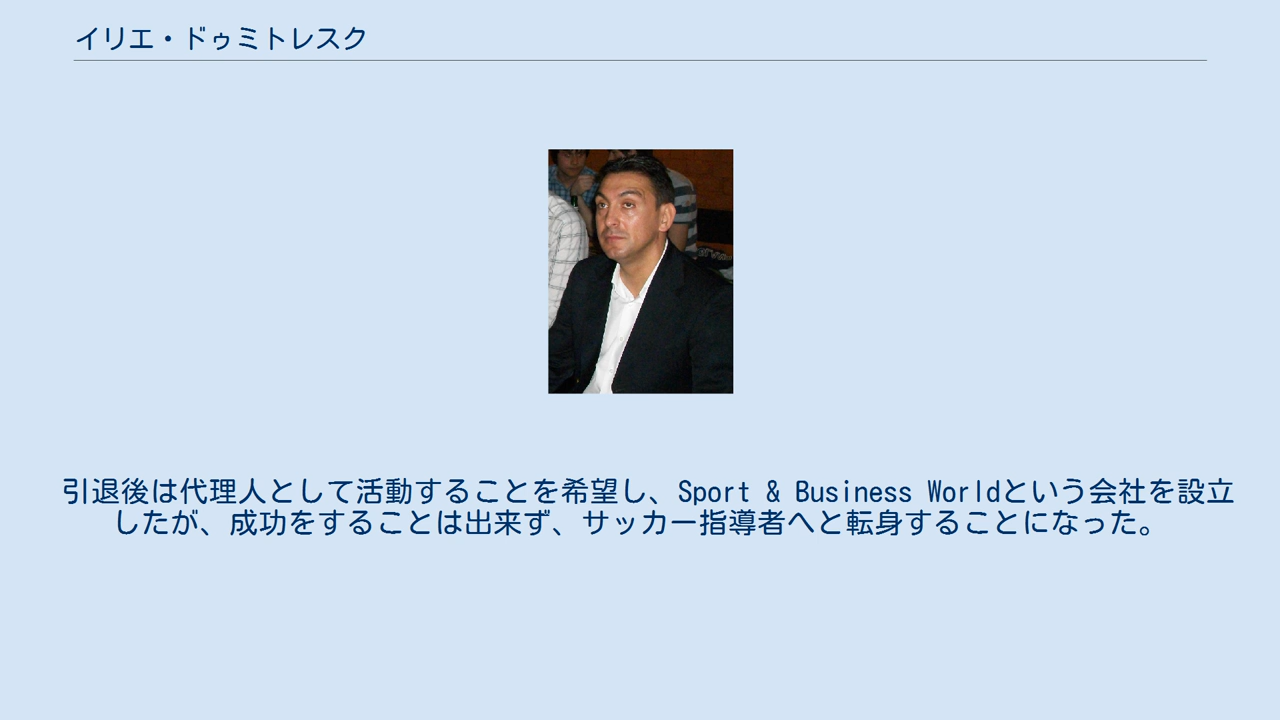 イリエ・ドゥミトレスク
引退後は代理人として活動することを希望し、Sport & Business Worldという会社を設立
したが、成功をすることは出来ず、サッカー指導者へと転身することになった。